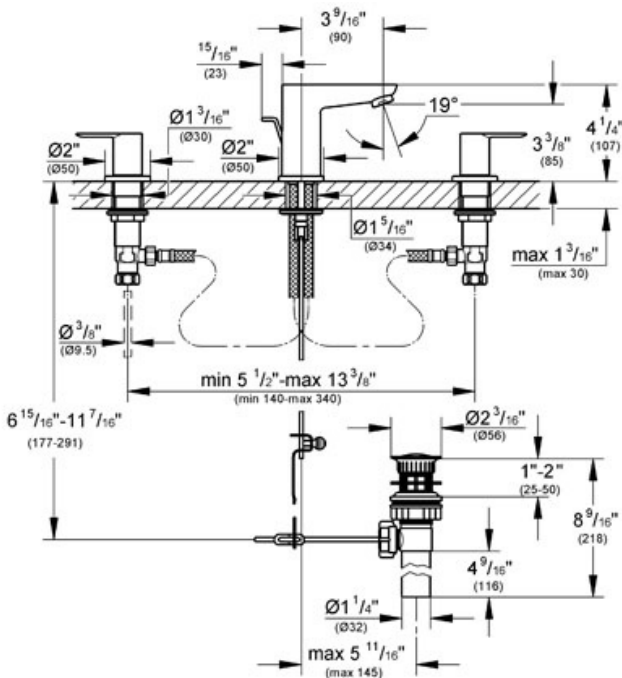 3 9/16"
(90)
15/16"
(23)
19°
Ø1 3/16"
(Ø30)
Ø2"
(Ø50)
Ø2"
(Ø50)
3 3/8"
(85)
4 1/4"
(107)
Ø1 5/16"
(Ø34)
max 1 3/16"
(max 30)
Ø 3/8"
(Ø9.5)
min 5 1/2"-max 13 3/8"
(min 140-max 340)
6 15/16"-11 7/16"
(177-291)
Ø2 3/16"
(Ø56)
1"-2"
(25-50)
8 9/16"
(218)
4 9/16"
(116)
Ø1 1/4"
(Ø32)
max 5 11/16"
(max 145)